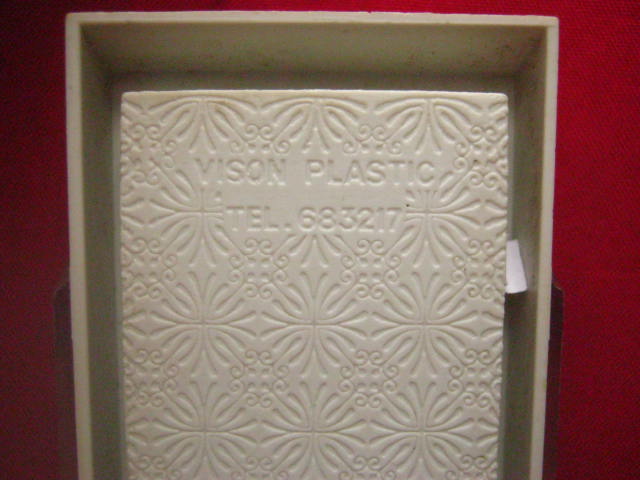 VISON PLASTIC
TEL. 683217